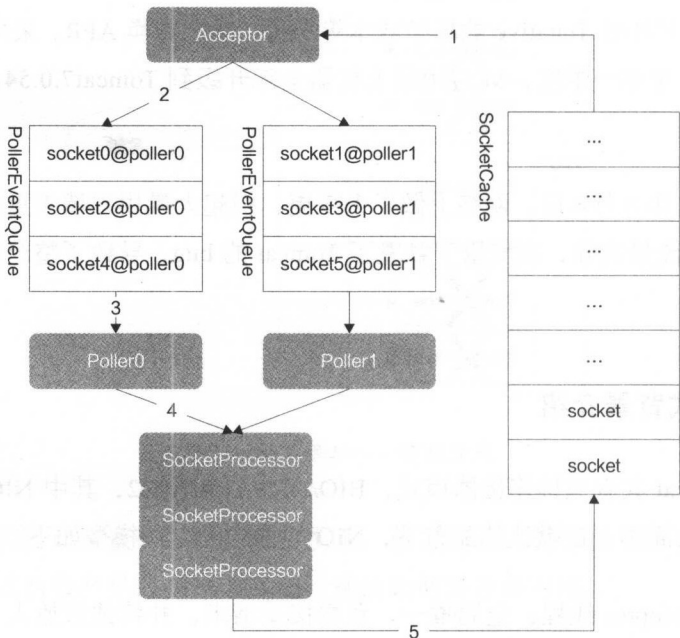 Acceptor
1
2
PollerEventQueue
socket0@poller0
socket2@poller0
socket4@poller0
PollerEventQueue
socket1@poller1
socket3@poller1
socket5@poller1
3
Poller0
Poller1
4
SocketProcessor
SocketProcessor
SocketProcessor
5
SocketCache
...
...
...
...
...
socket
socket